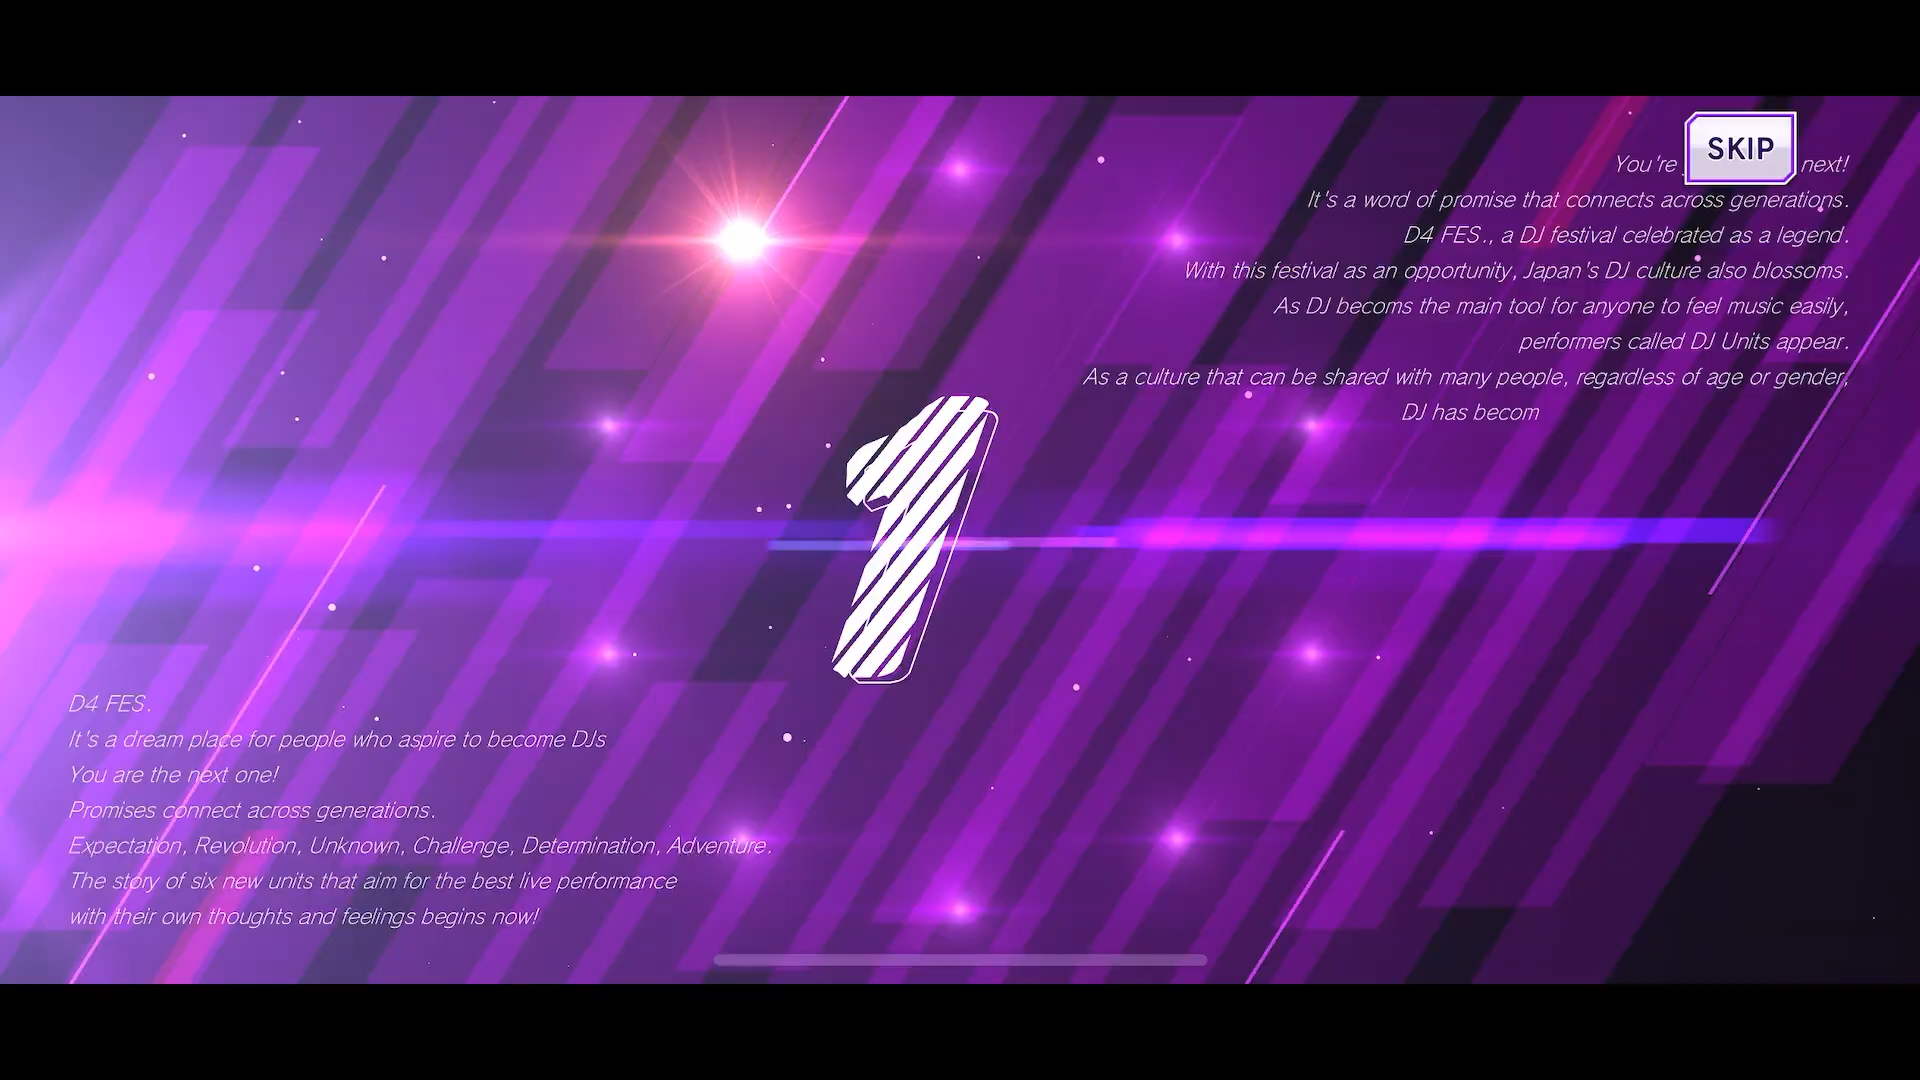 SKIP
You're next!
It's a word of promise that connects across generations.
D4 FES., a DJ festival celebrated as a legend.
With this festival as an opportunity, Japan's DJ culture also blossoms.
As DJ becoms the main tool for anyone to feel music easily,
performers called DJ Units appear.
As a culture that can be shared with many people, regardless of age or gender,
DJ has becom
1
D4 FES.
It's a dream place for people who aspire to become DJs
You are the next one!
Promises connect across generations.
Expectation, Revolution, Unknown, Challenge, Determination, Adventure.
The story of six new units that aim for the best live performance
with their own thoughts and feelings begins now!